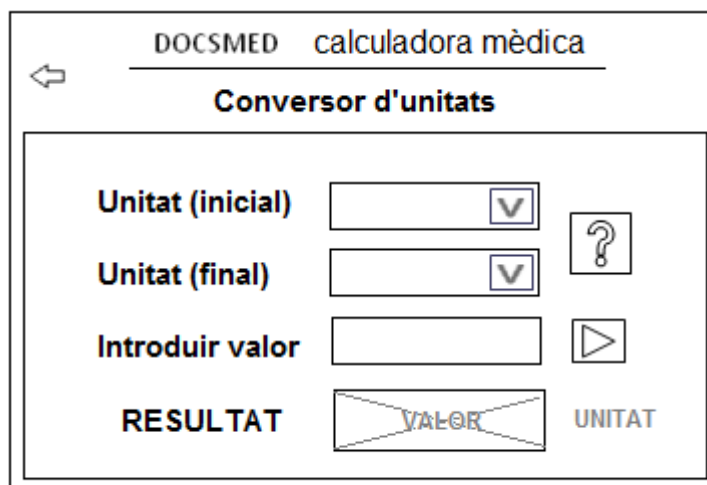 DOCSMED calculadora mèdica
Conversor d'unitats
Unitat (inicial) V
Unitat (final) V
?
Introduir valor
RESULTAT VALOR UNITAT